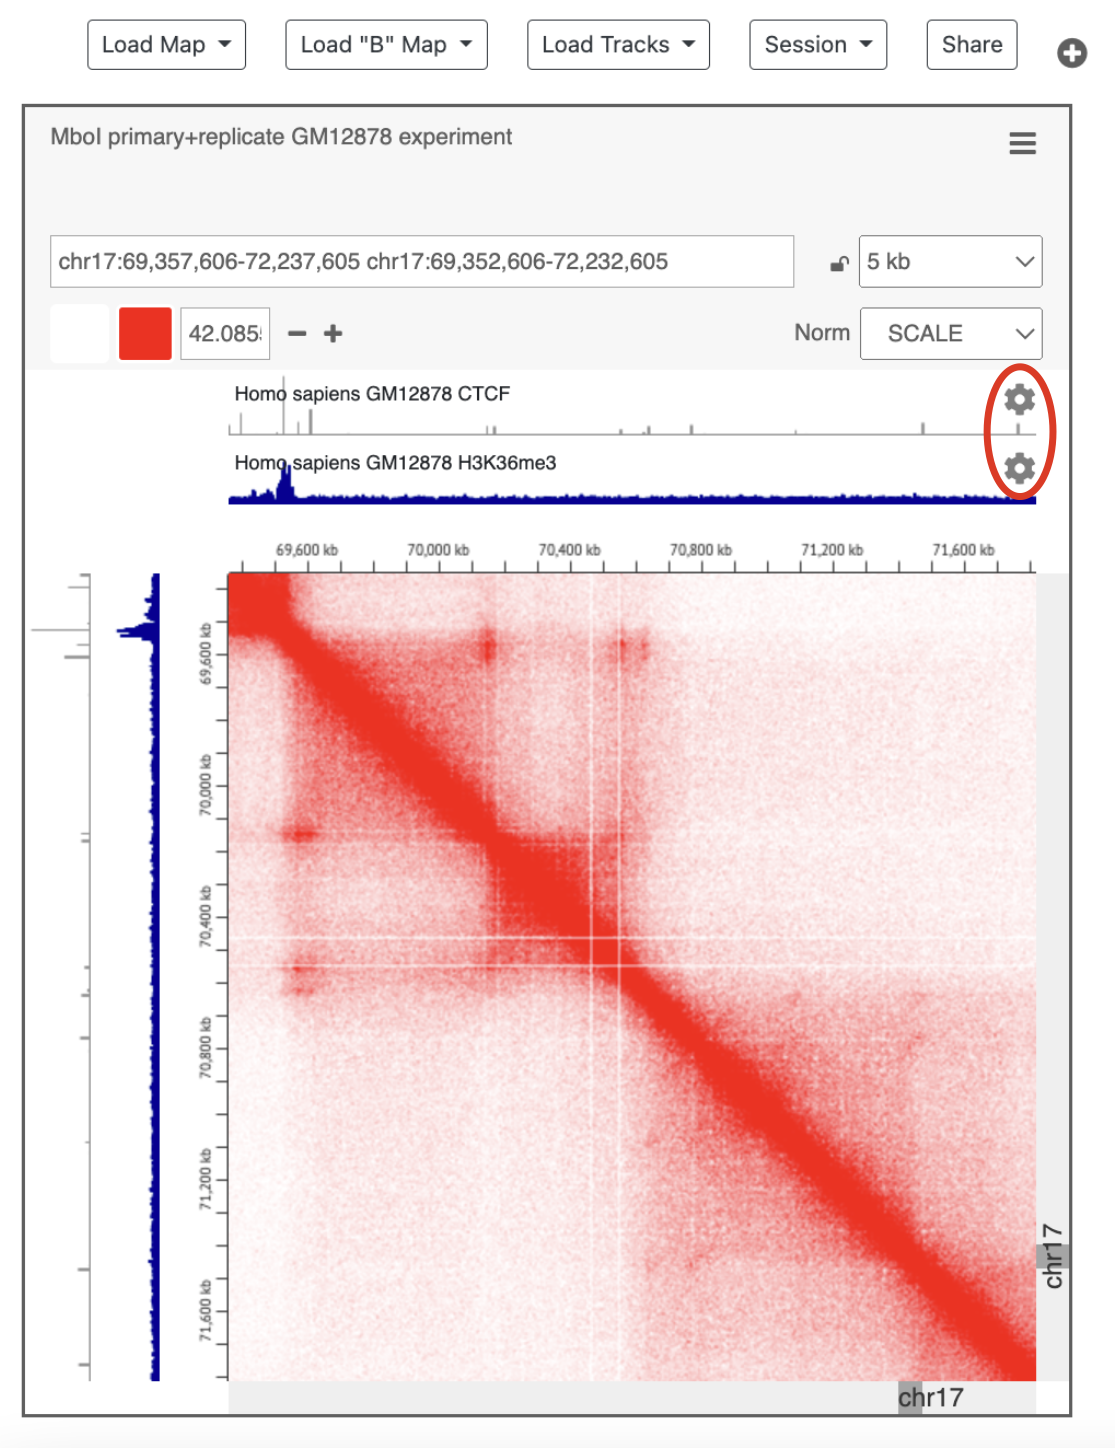 Load Map
Load "B" Map
Load Tracks
Session
Share
MboI primary+replicate GM12878 experiment
chr17:69,357,606-72,237,605 chr17:69,352,606-72,232,605
5 kb
42.085
Norm
SCALE
Homo sapiens GM12878 CTCF
Homo sapiens GM12878 H3K36me3
69,600 kb 70,000 kb 70,400 kb 70,800 kb 71,200 kb 71,600 kb
69,600 kb
70,000 kb
70,400 kb
70,800 kb
71,200 kb
71,600 kb
chr17
chr17